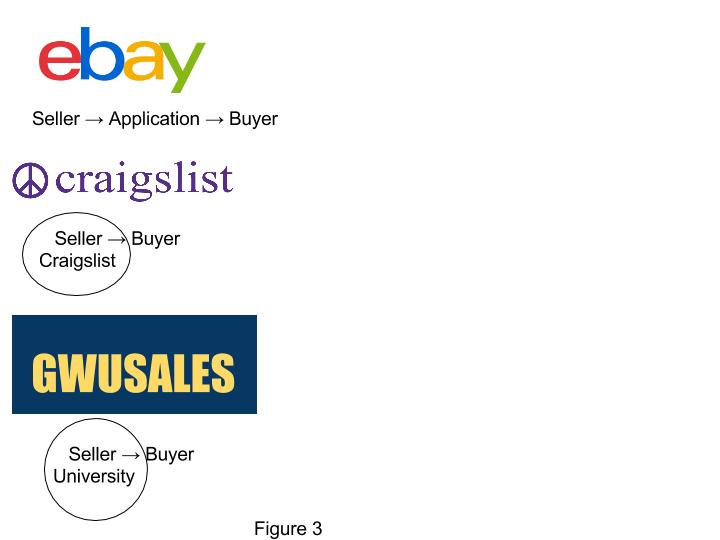 ebay
Seller → Application → Buyer
craigslist
Seller → Buyer
Craigslist
GWUSALES
Seller → Buyer
University
Figure 3